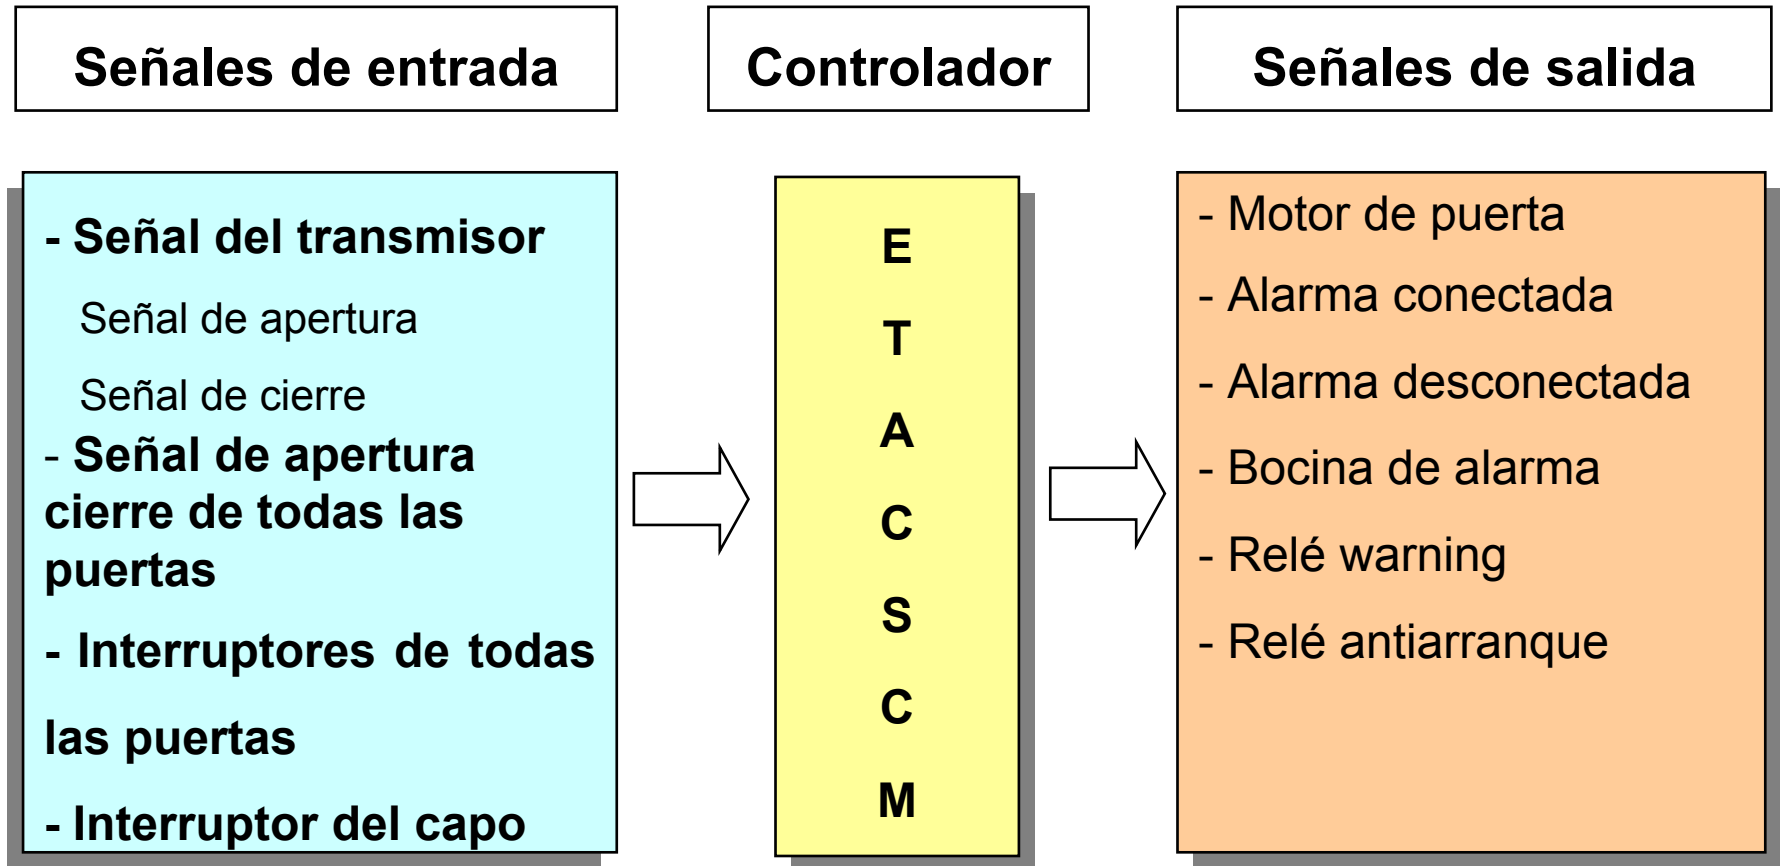 Señales de entrada
Controlador
Señales de salida
- Señal del transmisor
Señal de apertura
Señal de cierre
- Señal de apertura
cierre de todas las
puertas
- Interruptores de todas
las puertas
- Interruptor del capo
E
T
A
C
S
C
M
- Motor de puerta
- Alarma conectada
- Alarma desconectada
- Bocina de alarma
- Relé warning
- Relé antiarranque